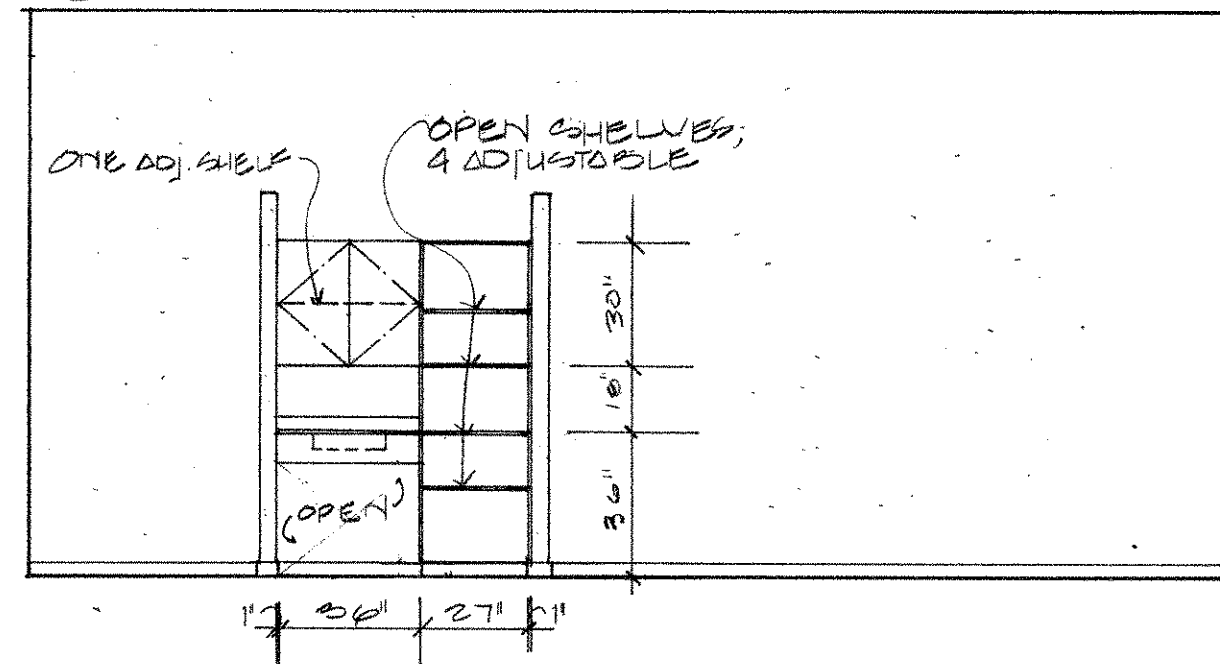 OPEN SHELVES;
4 ADJUSTABLE
ONE ADJ. SHELF
30"
18"
36"
OPEN
1" 36" 27" 1"